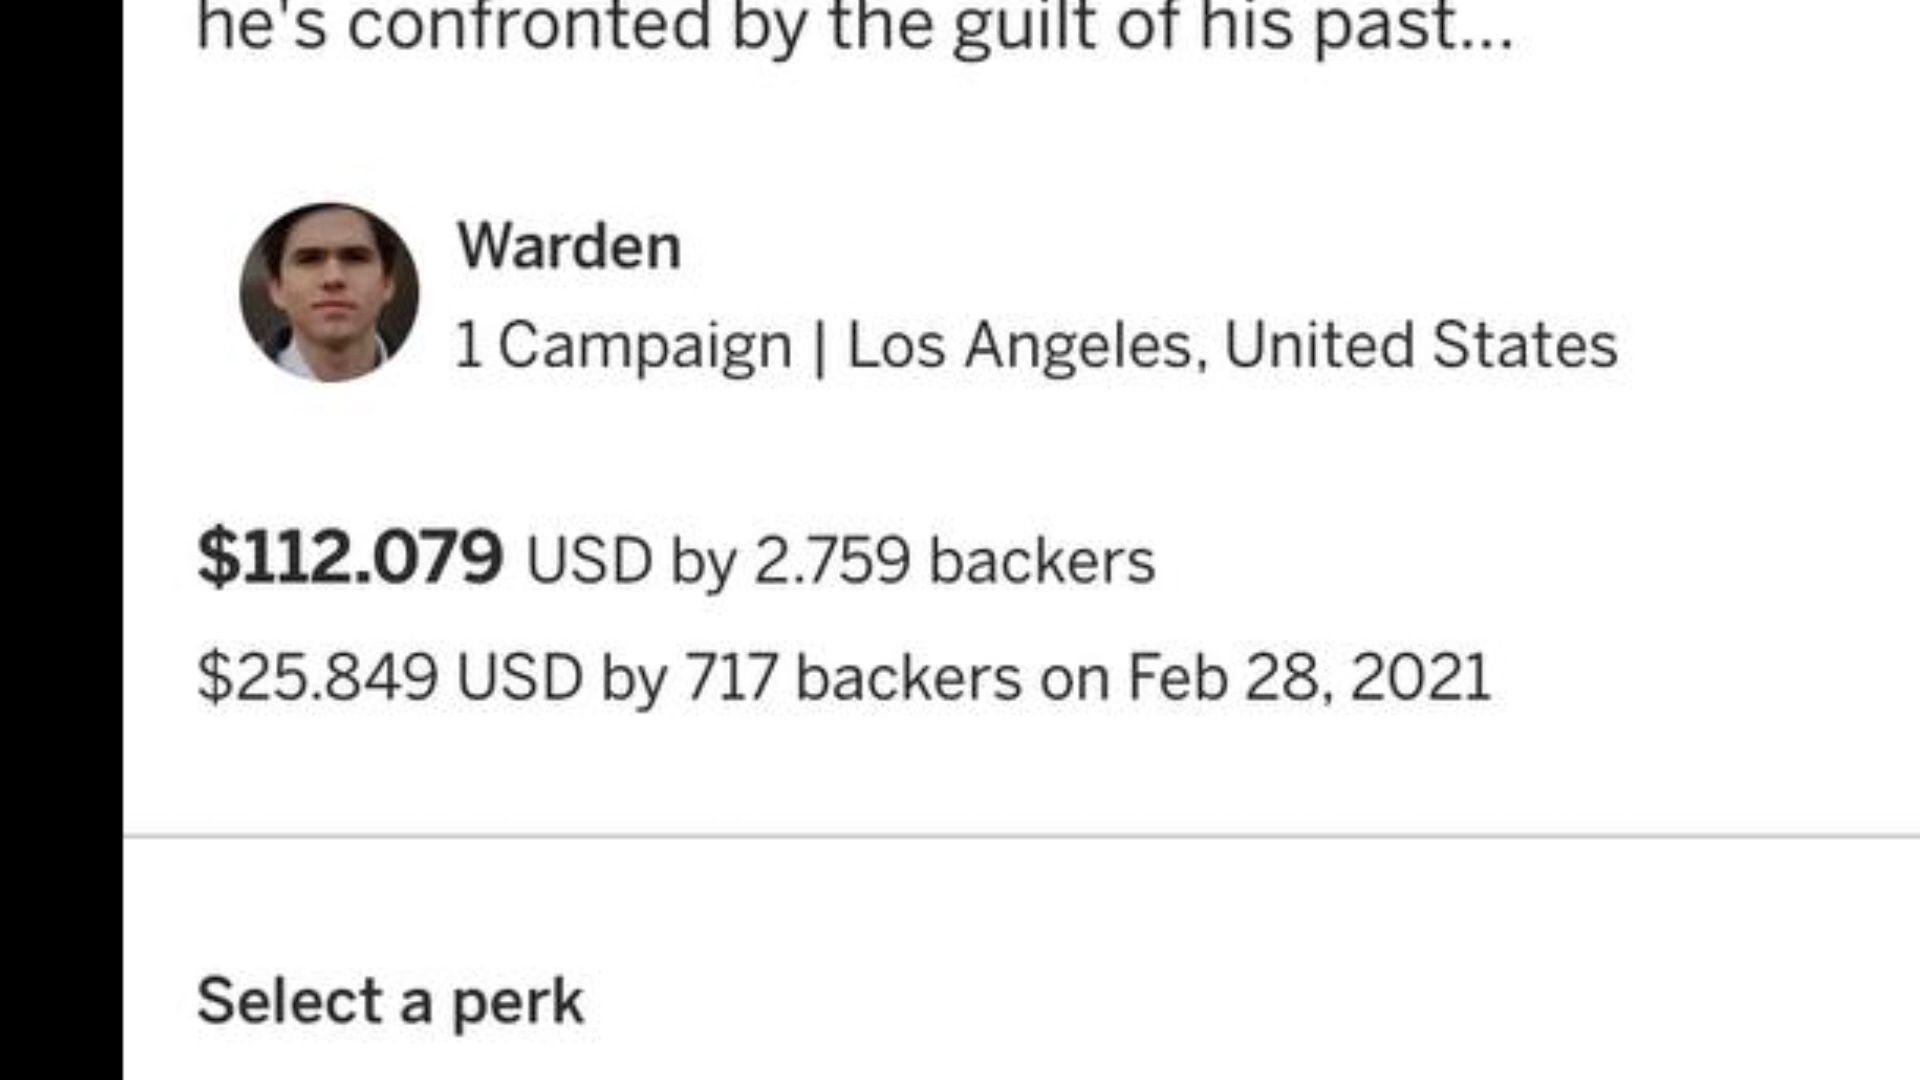 he's confronted by the guilt of his past...
Warden
1 Campaign | Los Angeles, United States
$112.079 USD by 2.759 backers
$25.849 USD by 717 backers on Feb 28, 2021
Select a perk